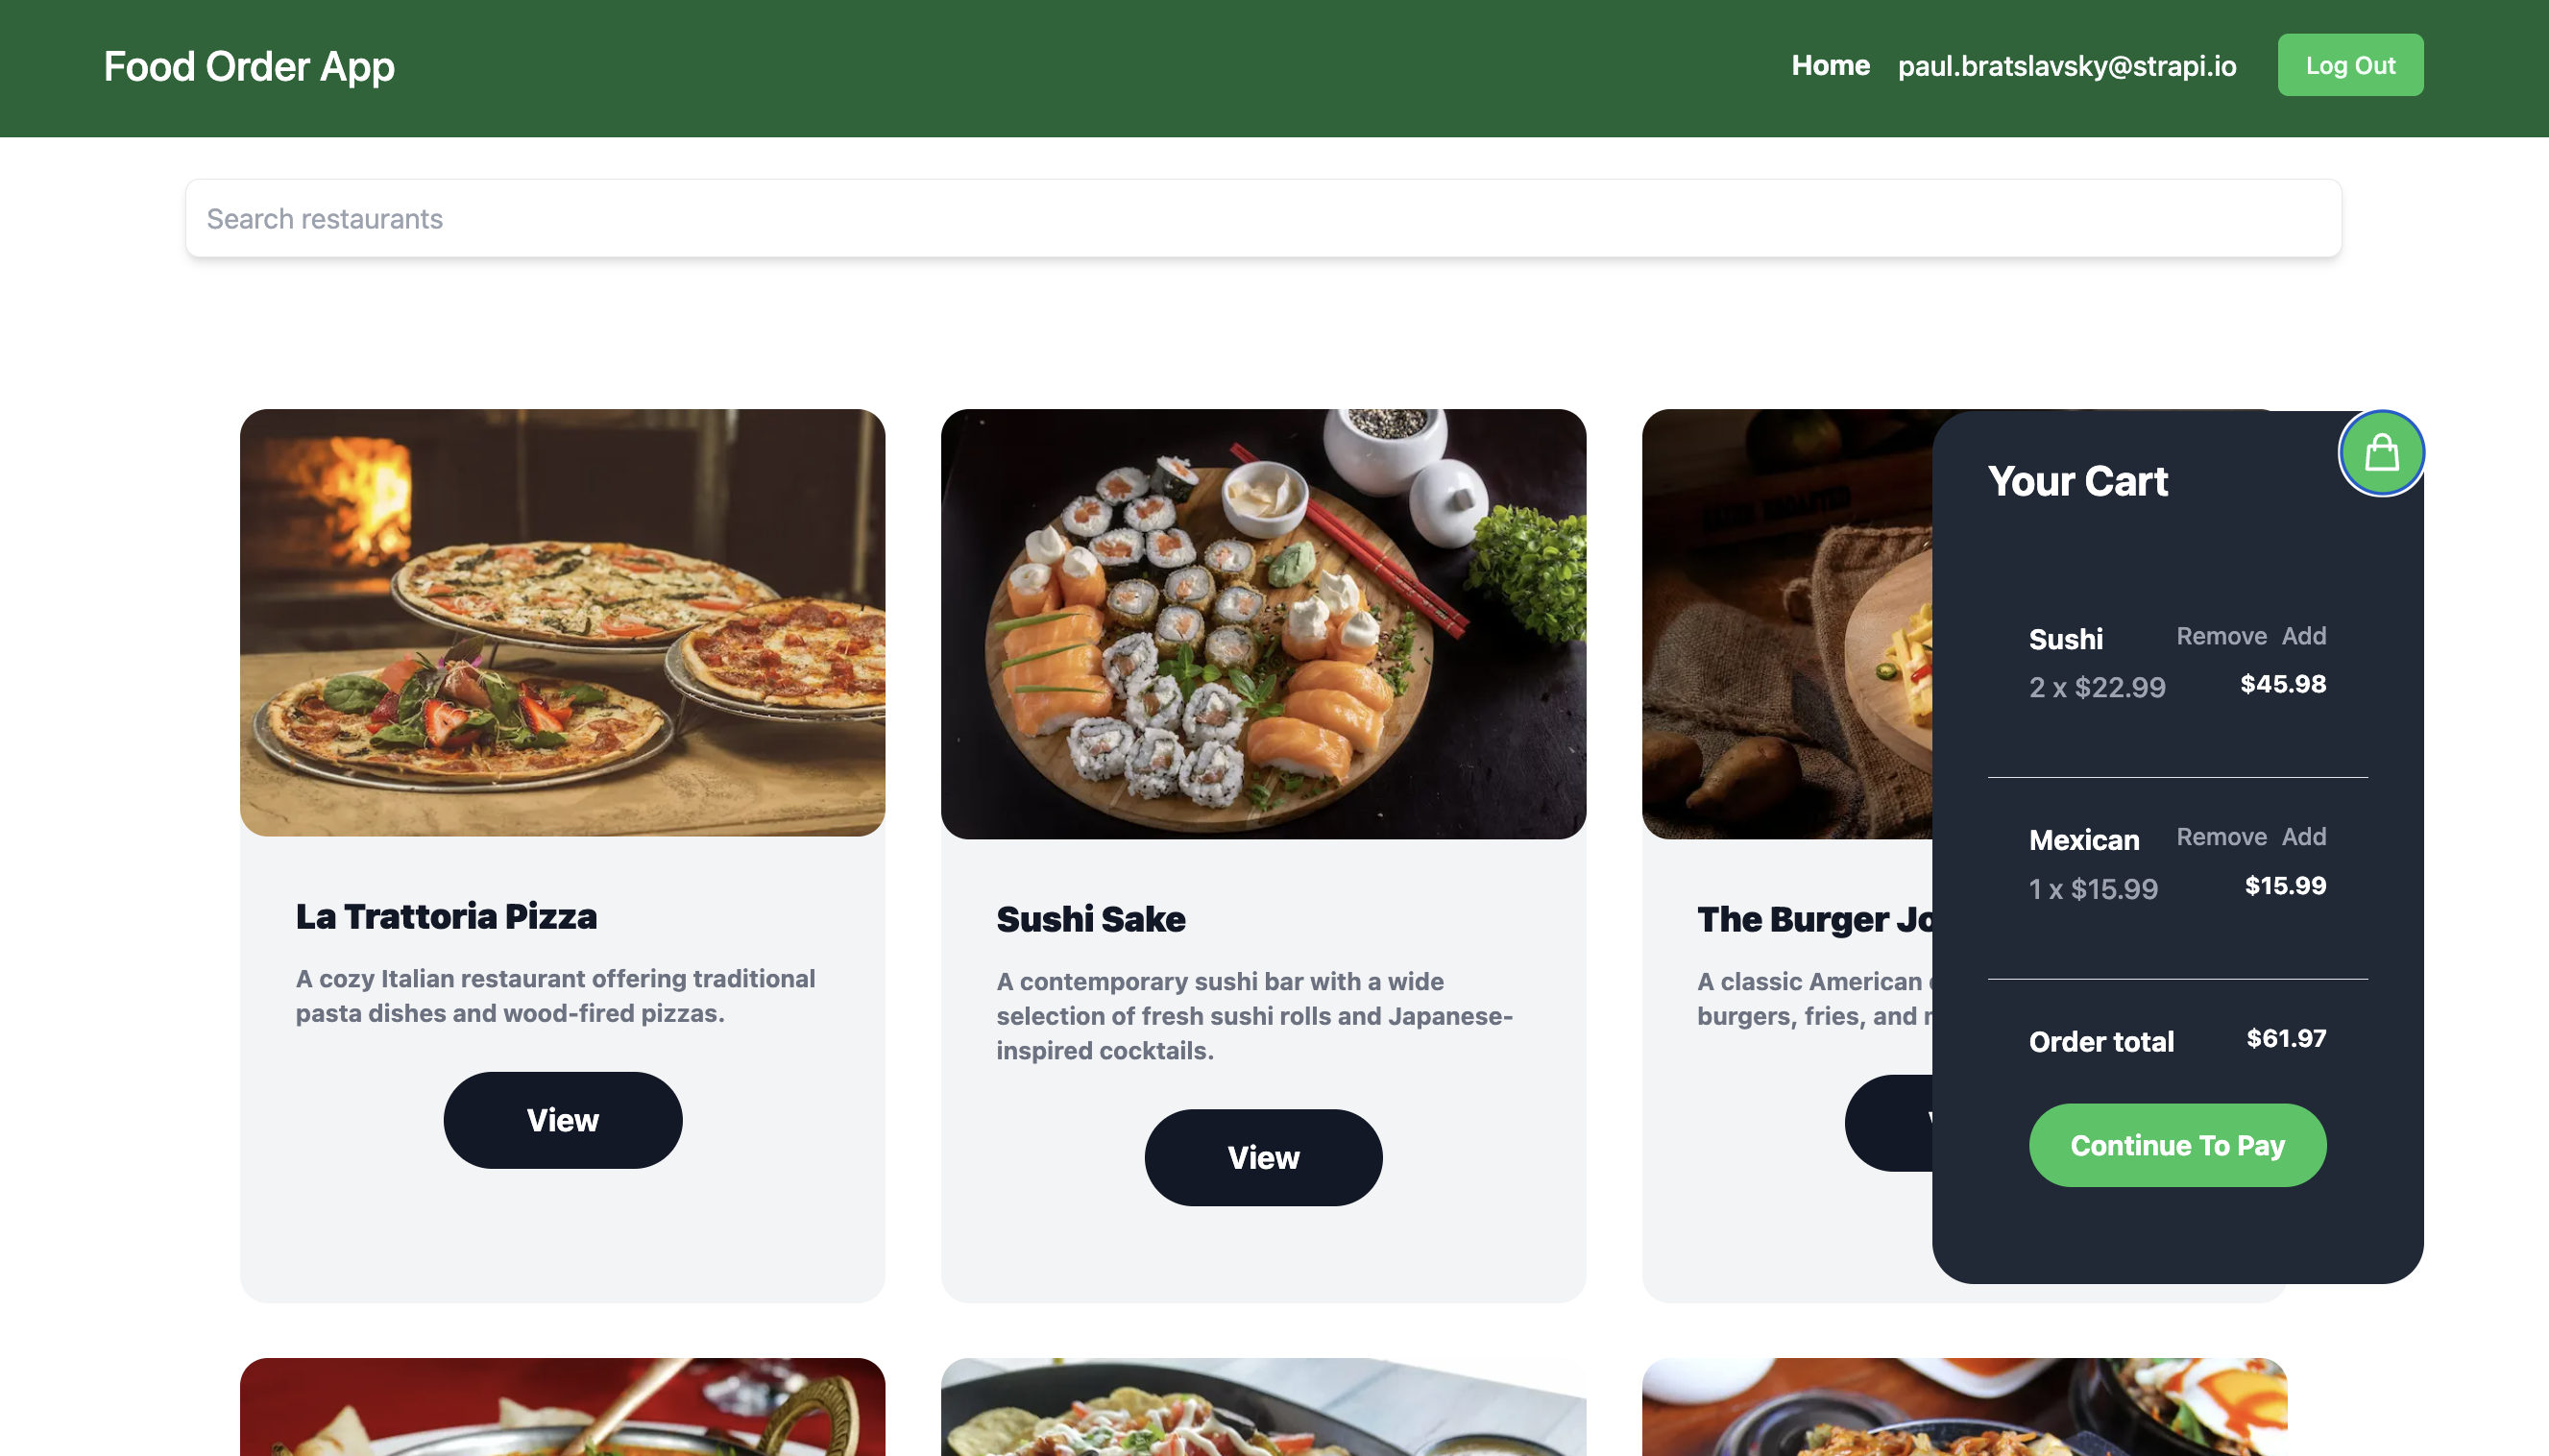 Food Order App
Home
paul.bratslavsky@strapi.io
Log Out
Search restaurants
La Trattoria Pizza
A cozy Italian restaurant offering traditional
pasta dishes and wood-fired pizzas.
View
Sushi Sake
A contemporary sushi bar with a wide
selection of fresh sushi rolls and Japanese-
inspired cocktails.
View
The Burger
A classic American
burgers, fries, and
Your Cart
Sushi Remove Add
2 x $22.99 $45.98
Mexican Remove Add
1 x $15.99 $15.99
Order total $61.97
Continue To Pay